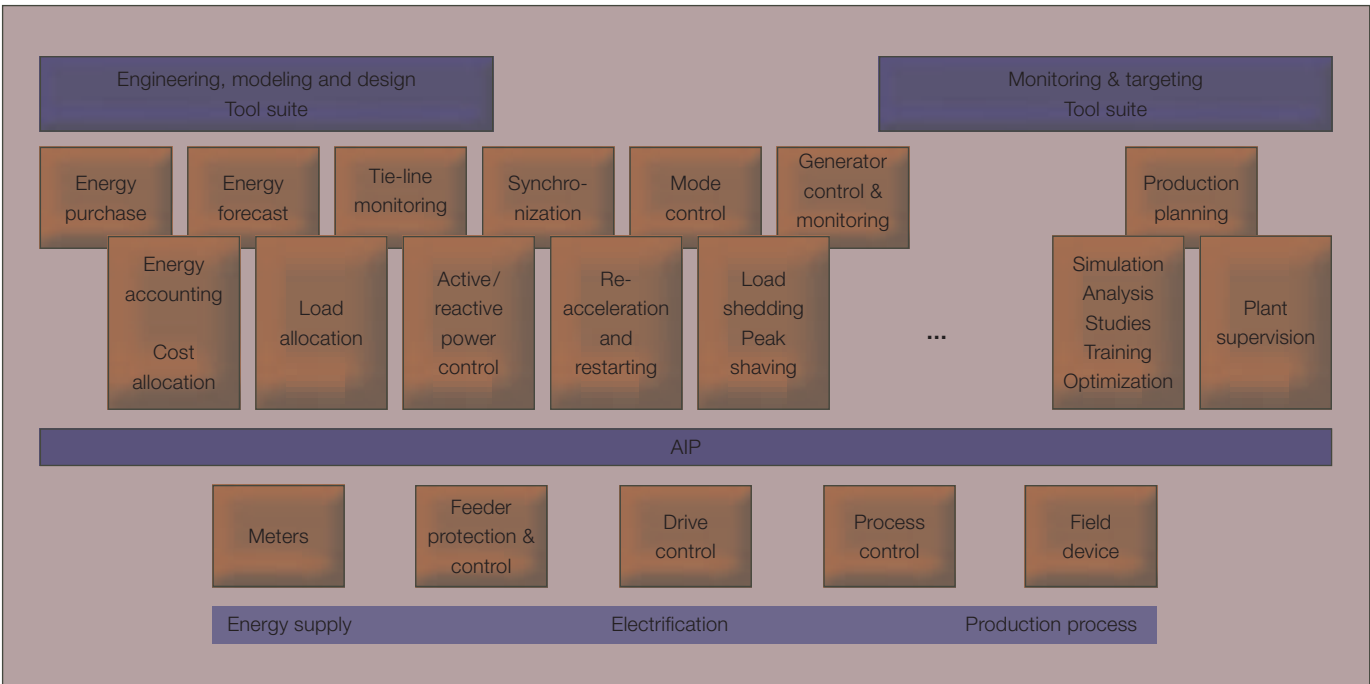 Engineering, modeling and design
Tool suite
Monitoring & targeting
Tool suite
Energy
purchase
Energy
forecast
Tie-line
monitoring
Synchro-
nization
Mode
control
Generator
control &
monitoring
Production
planning
Energy
accounting
Cost
allocation
Load
allocation
Active/
reactive
power
control
Re-
acceleration
and
restarting
Load
shedding
Peak
shaving
...
Simulation
Analysis
Studies
Training
Optimization
Plant
supervision
AIP
Meters
Feeder
protection &
control
Drive
control
Process
control
Field
device
Energy supply
Electrification
Production process